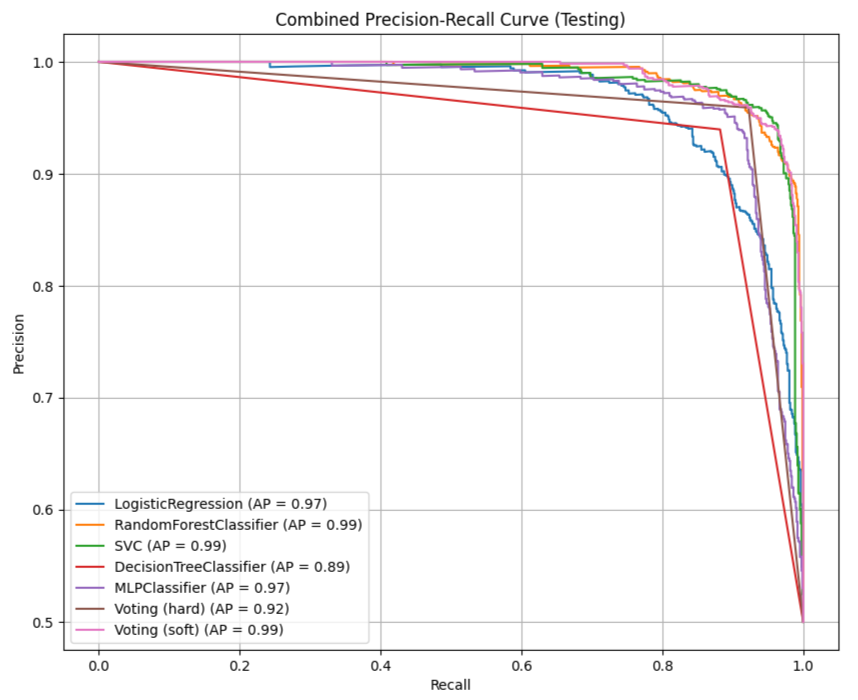 Combined Precision-Recall Curve (Testing)
1.0
0.9
0.8
0.7
0.6
0.5
Precision
LogisticRegression (AP = 0.97)
RandomForestClassifier (AP = 0.99)
SVC (AP = 0.99)
DecisionTreeClassifier (AP = 0.89)
MLPClassifier (AP = 0.97)
Voting (hard) (AP = 0.92)
Voting (soft) (AP = 0.99)
0.0 0.2 0.4 0.6 0.8 1.0
Recall